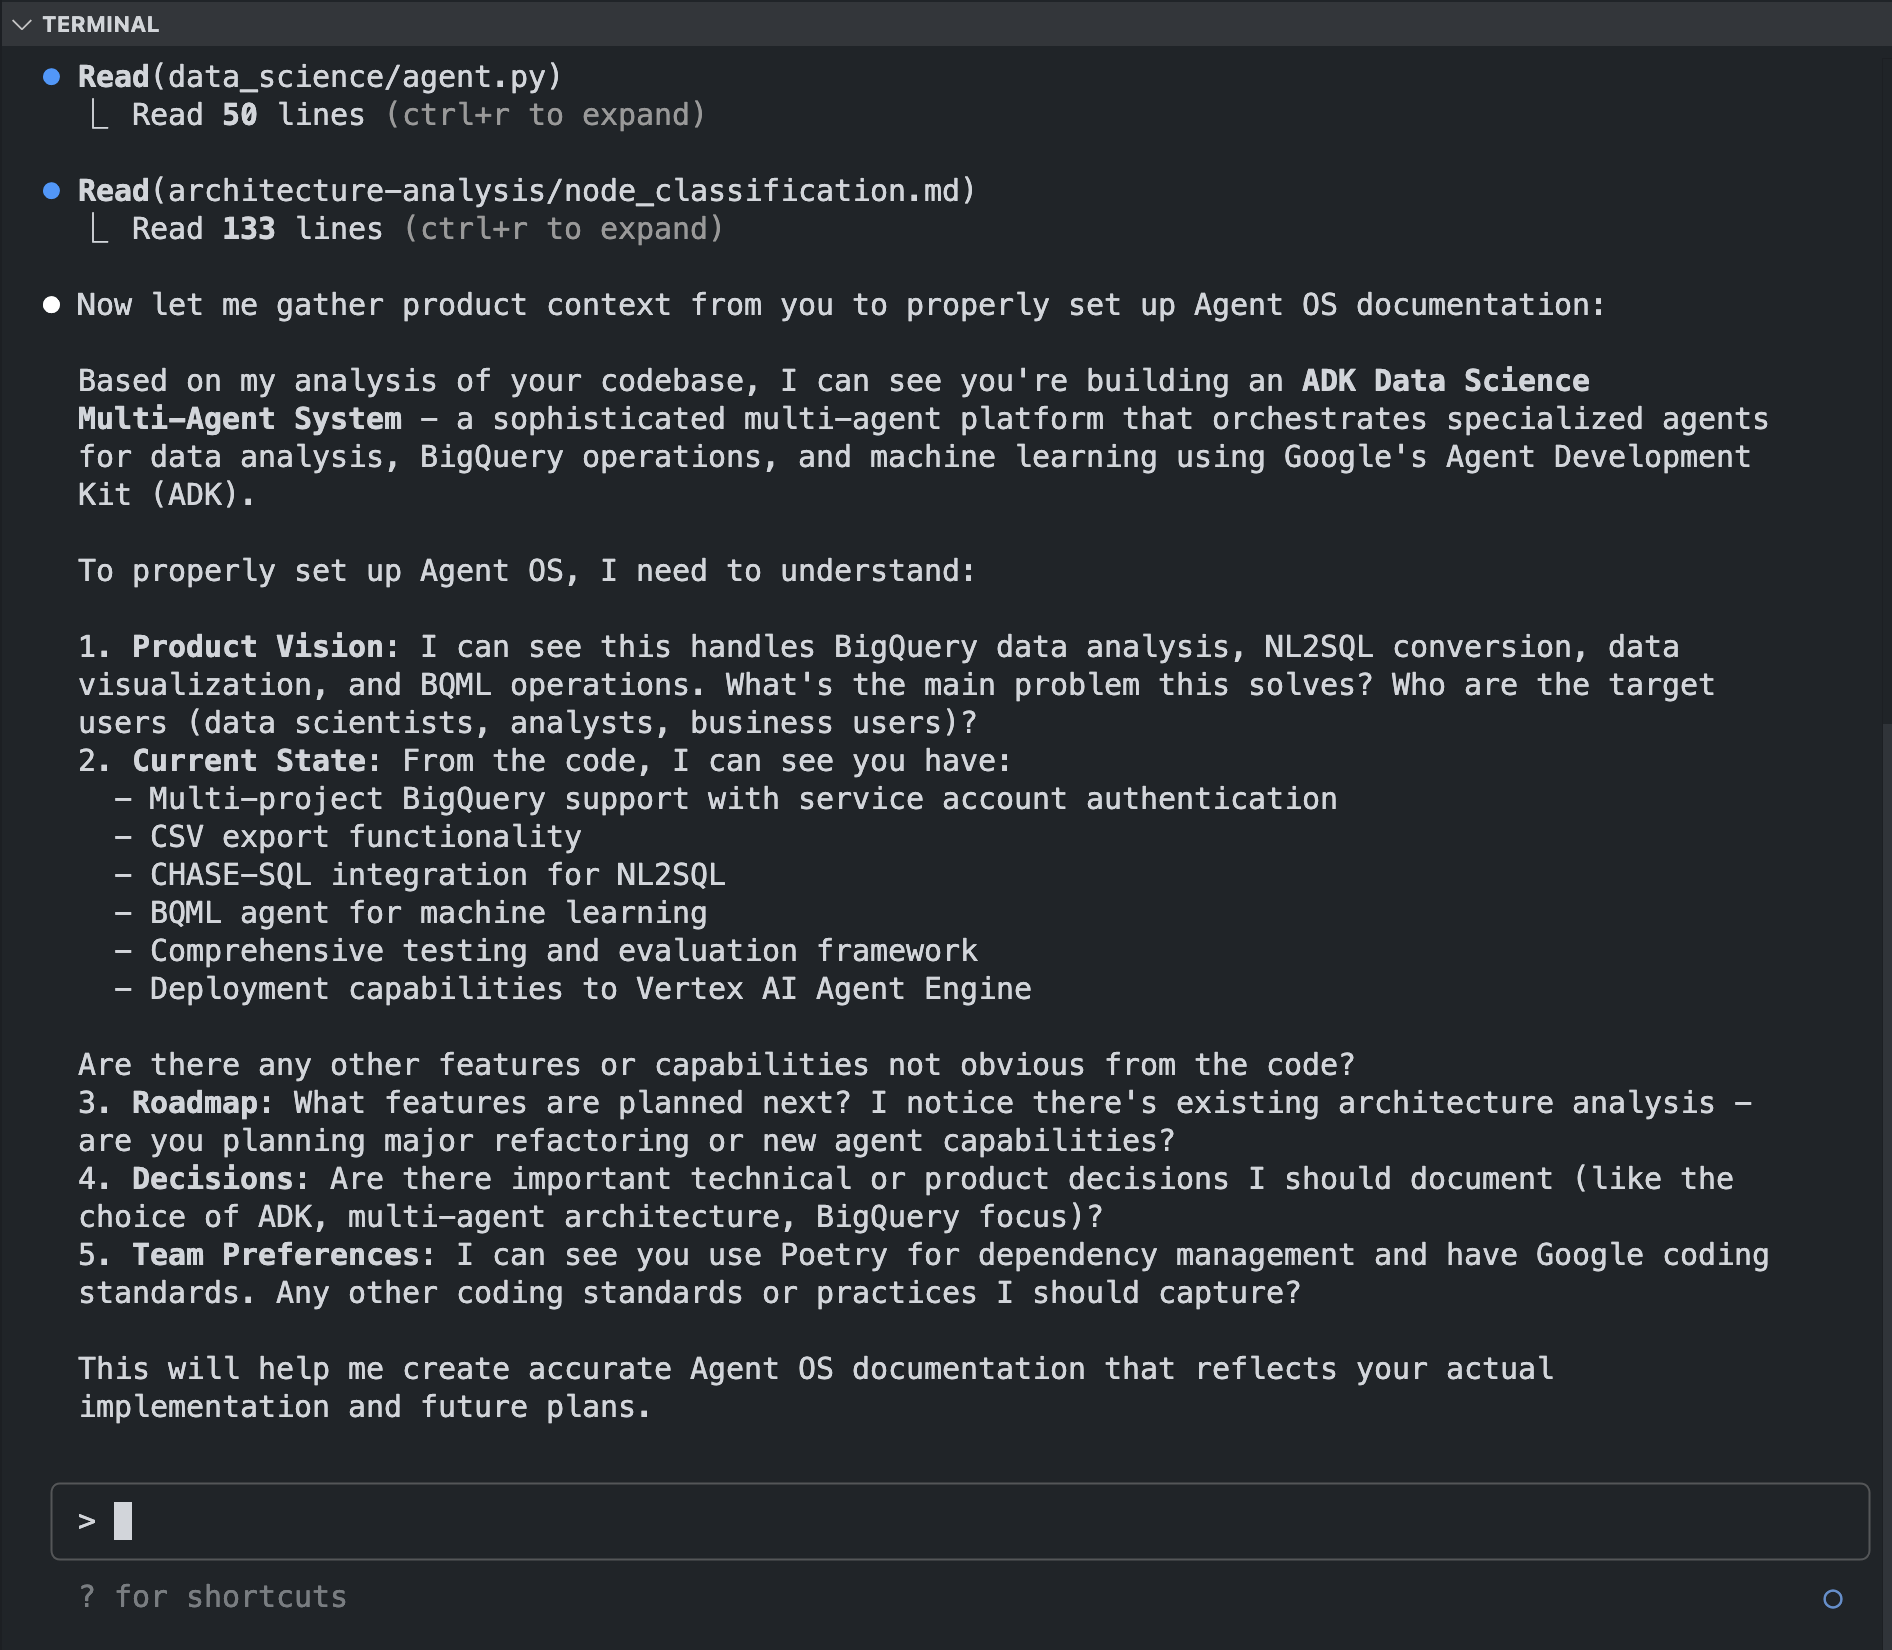 TERMINAL
Read(data_science/agent.py)
Read 50 lines (ctrl+r to expand)
Read(architecture-analysis/node_classification.md)
Read 133 lines (ctrl+r to expand)
Now let me gather product context from you to properly set up Agent OS documentation:
Based on my analysis of your codebase, I can see you're building an ADK Data Science
Multi-Agent System - a sophisticated multi-agent platform that orchestrates specialized agents
for data analysis, BigQuery operations, and machine learning using Google's Agent Development
Kit (ADK).
To properly set up Agent OS, I need to understand:
1. Product Vision: I can see this handles BigQuery data analysis, NL2SQL conversion, data
visualization, and BQML operations. What's the main problem this solves? Who are the target
users (data scientists, analysts, business users)?
2. Current State: From the code, I can see you have:
- Multi-project BigQuery support with service account authentication
- CSV export functionality
- CHASE-SQL integration for NL2SQL
- BQML agent for machine learning
- Comprehensive testing and evaluation framework
- Deployment capabilities to Vertex AI Agent Engine
Are there any other features or capabilities not obvious from the code?
3. Roadmap: What features are planned next? I notice there's existing architecture analysis -
are you planning major refactoring or new agent capabilities?
4. Decisions: Are there important technical or product decisions I should document (like the
choice of ADK, multi-agent architecture, BigQuery focus)?
5. Team Preferences: I can see you use Poetry for dependency management and have Google coding
standards. Any other coding standards or practices I should capture?
This will help me create accurate Agent OS documentation that reflects your actual
implementation and future plans.
>
? for shortcuts